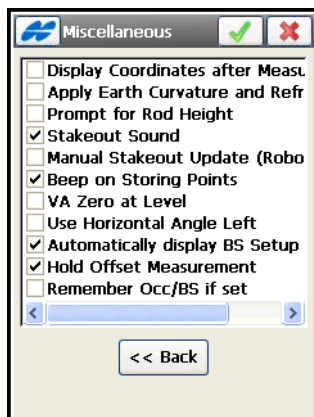 Miscellaneous
Display Coordinates after Measu
Apply Earth Curvature and Refr
Prompt for Rod Height
Stakeout Sound
Manual Stakeout Update (Robo
Beep on Storing Points
VA Zero at Level
Use Horizontal Angle Left
Automatically display BS Setup
Hold Offset Measurement
Remember Occ/BS if set
<< Back